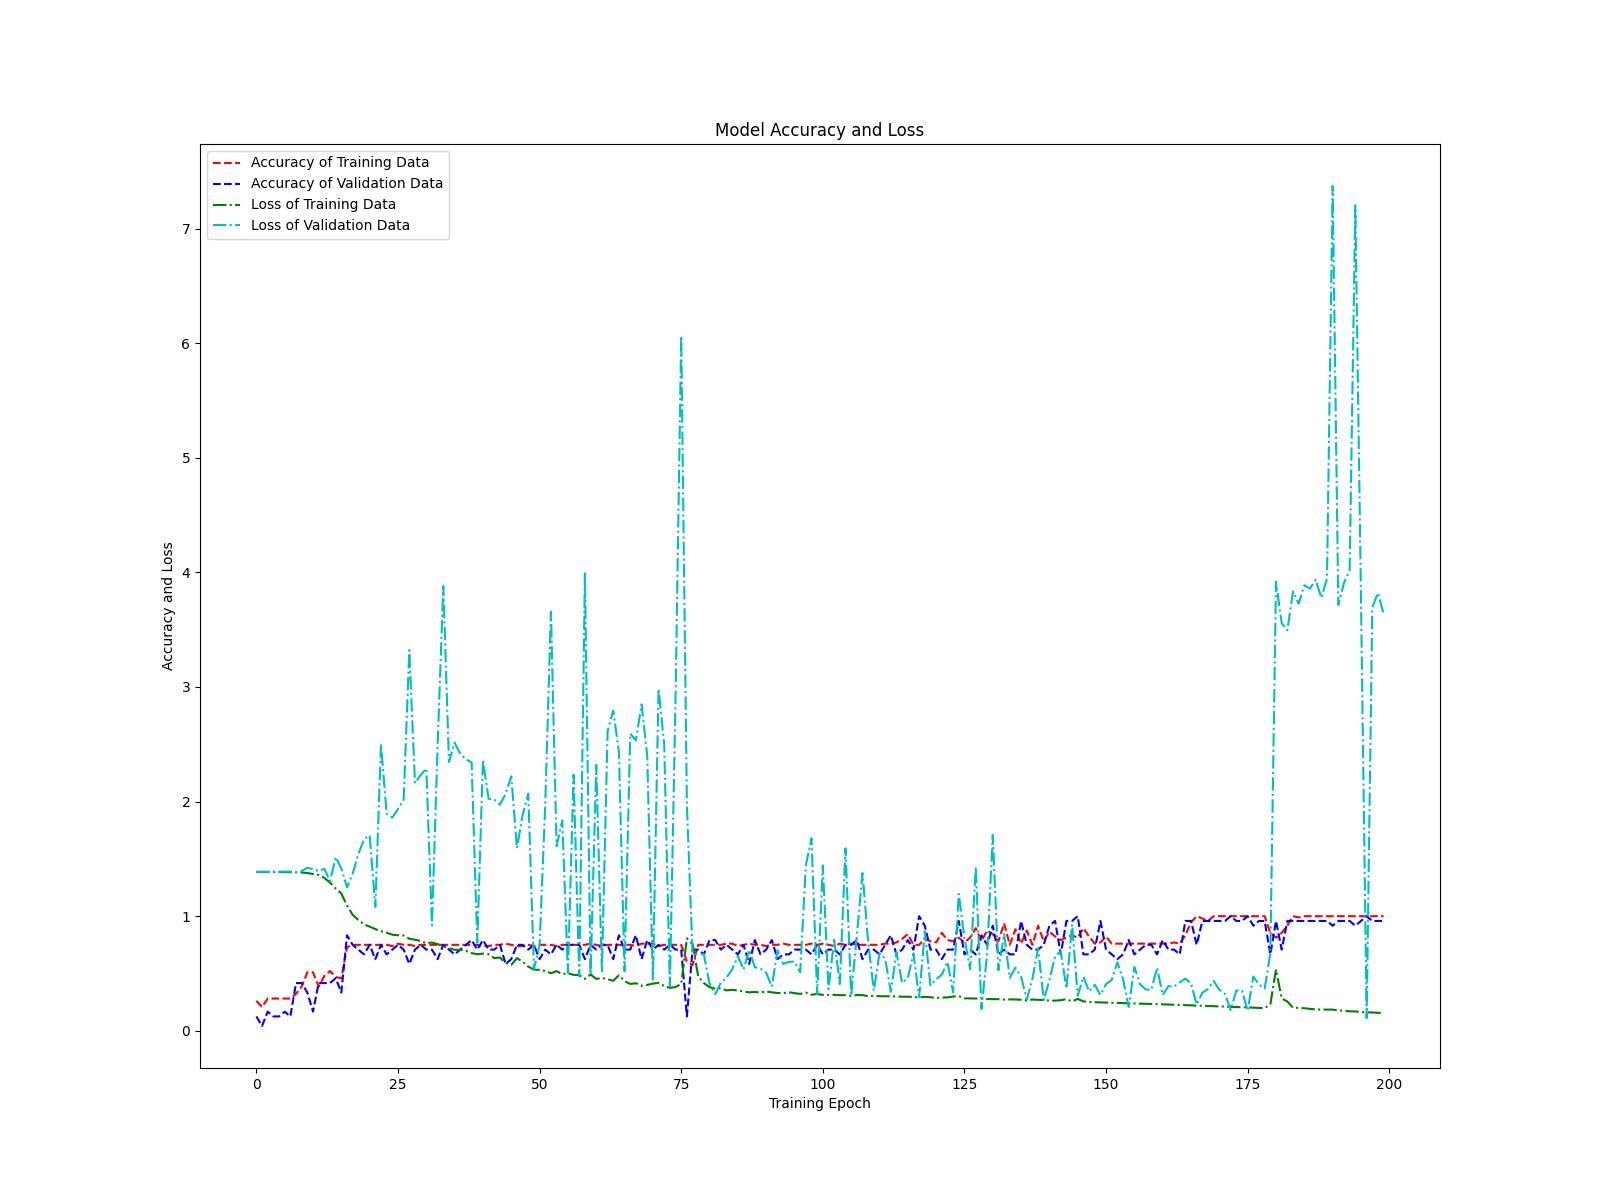 Model Accuracy and Loss
Accuracy of Training Data
Accuracy of Validation Data
Loss of Training Data
Loss of Validation Data
7
6
5
4
3
2
1
0
Accuracy and Loss
0 25 50 75 100 125 150 175 200
Training Epoch